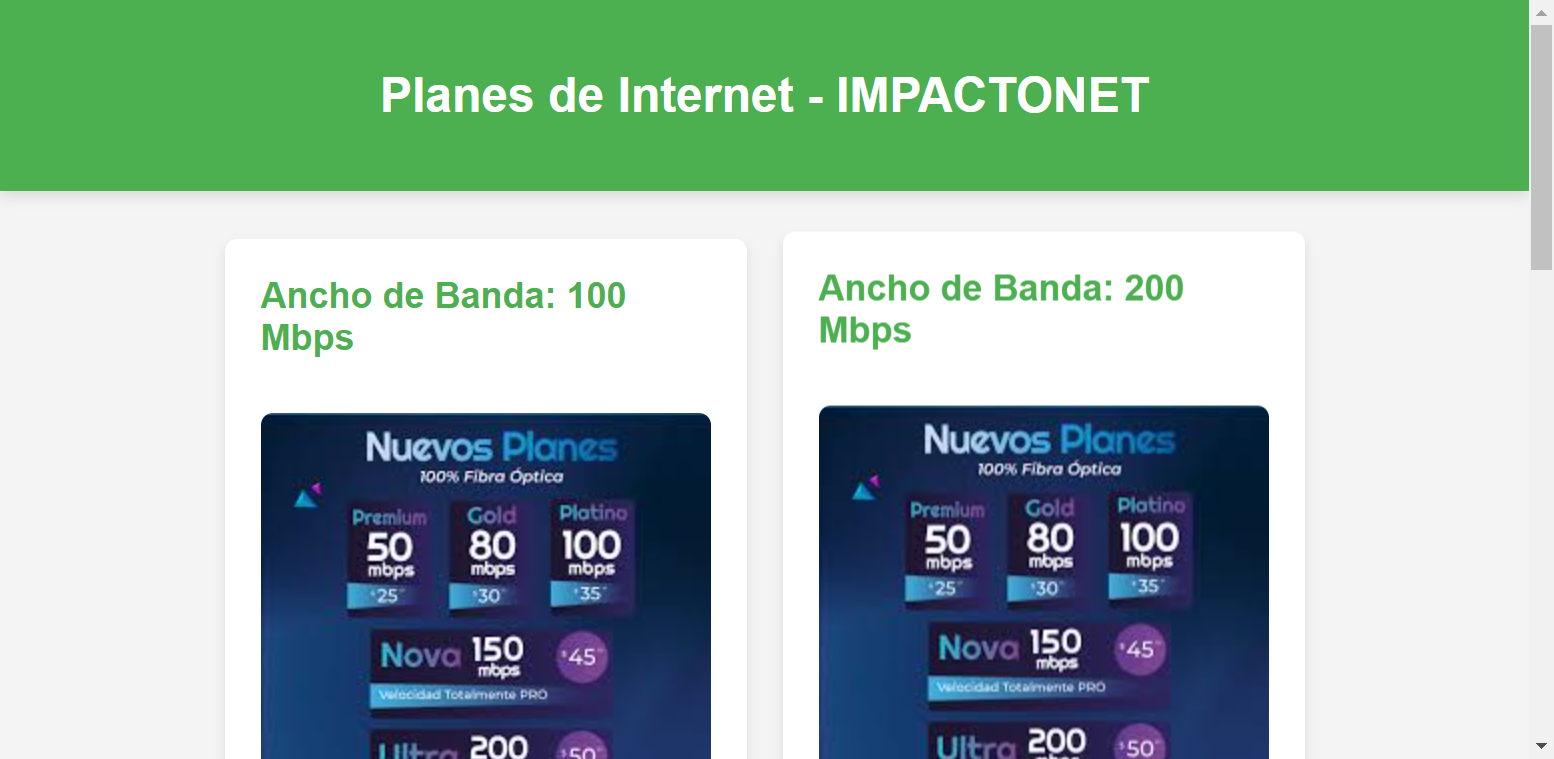 Planes de Internet - IMPACTONET
Ancho de Banda: 100
Mbps
Nuevos Planes
100% Fibra Óptica
Premium
50
mbps
$25
Gold
80
mbps
$30
Platino
100
mbps
$35
Nova 150 mbps $45
Velocidad Totalmente PRO
Ultra 200 $50
Ancho de Banda: 200
Mbps
Nuevos Planes
100% Fibra Óptica
Premium
50
mbps
$25
Gold
80
mbps
$30
Platino
100
mbps
$35
Nova 150 mbps $45
Velocidad Totalmente PRO
Ultra 200 $50